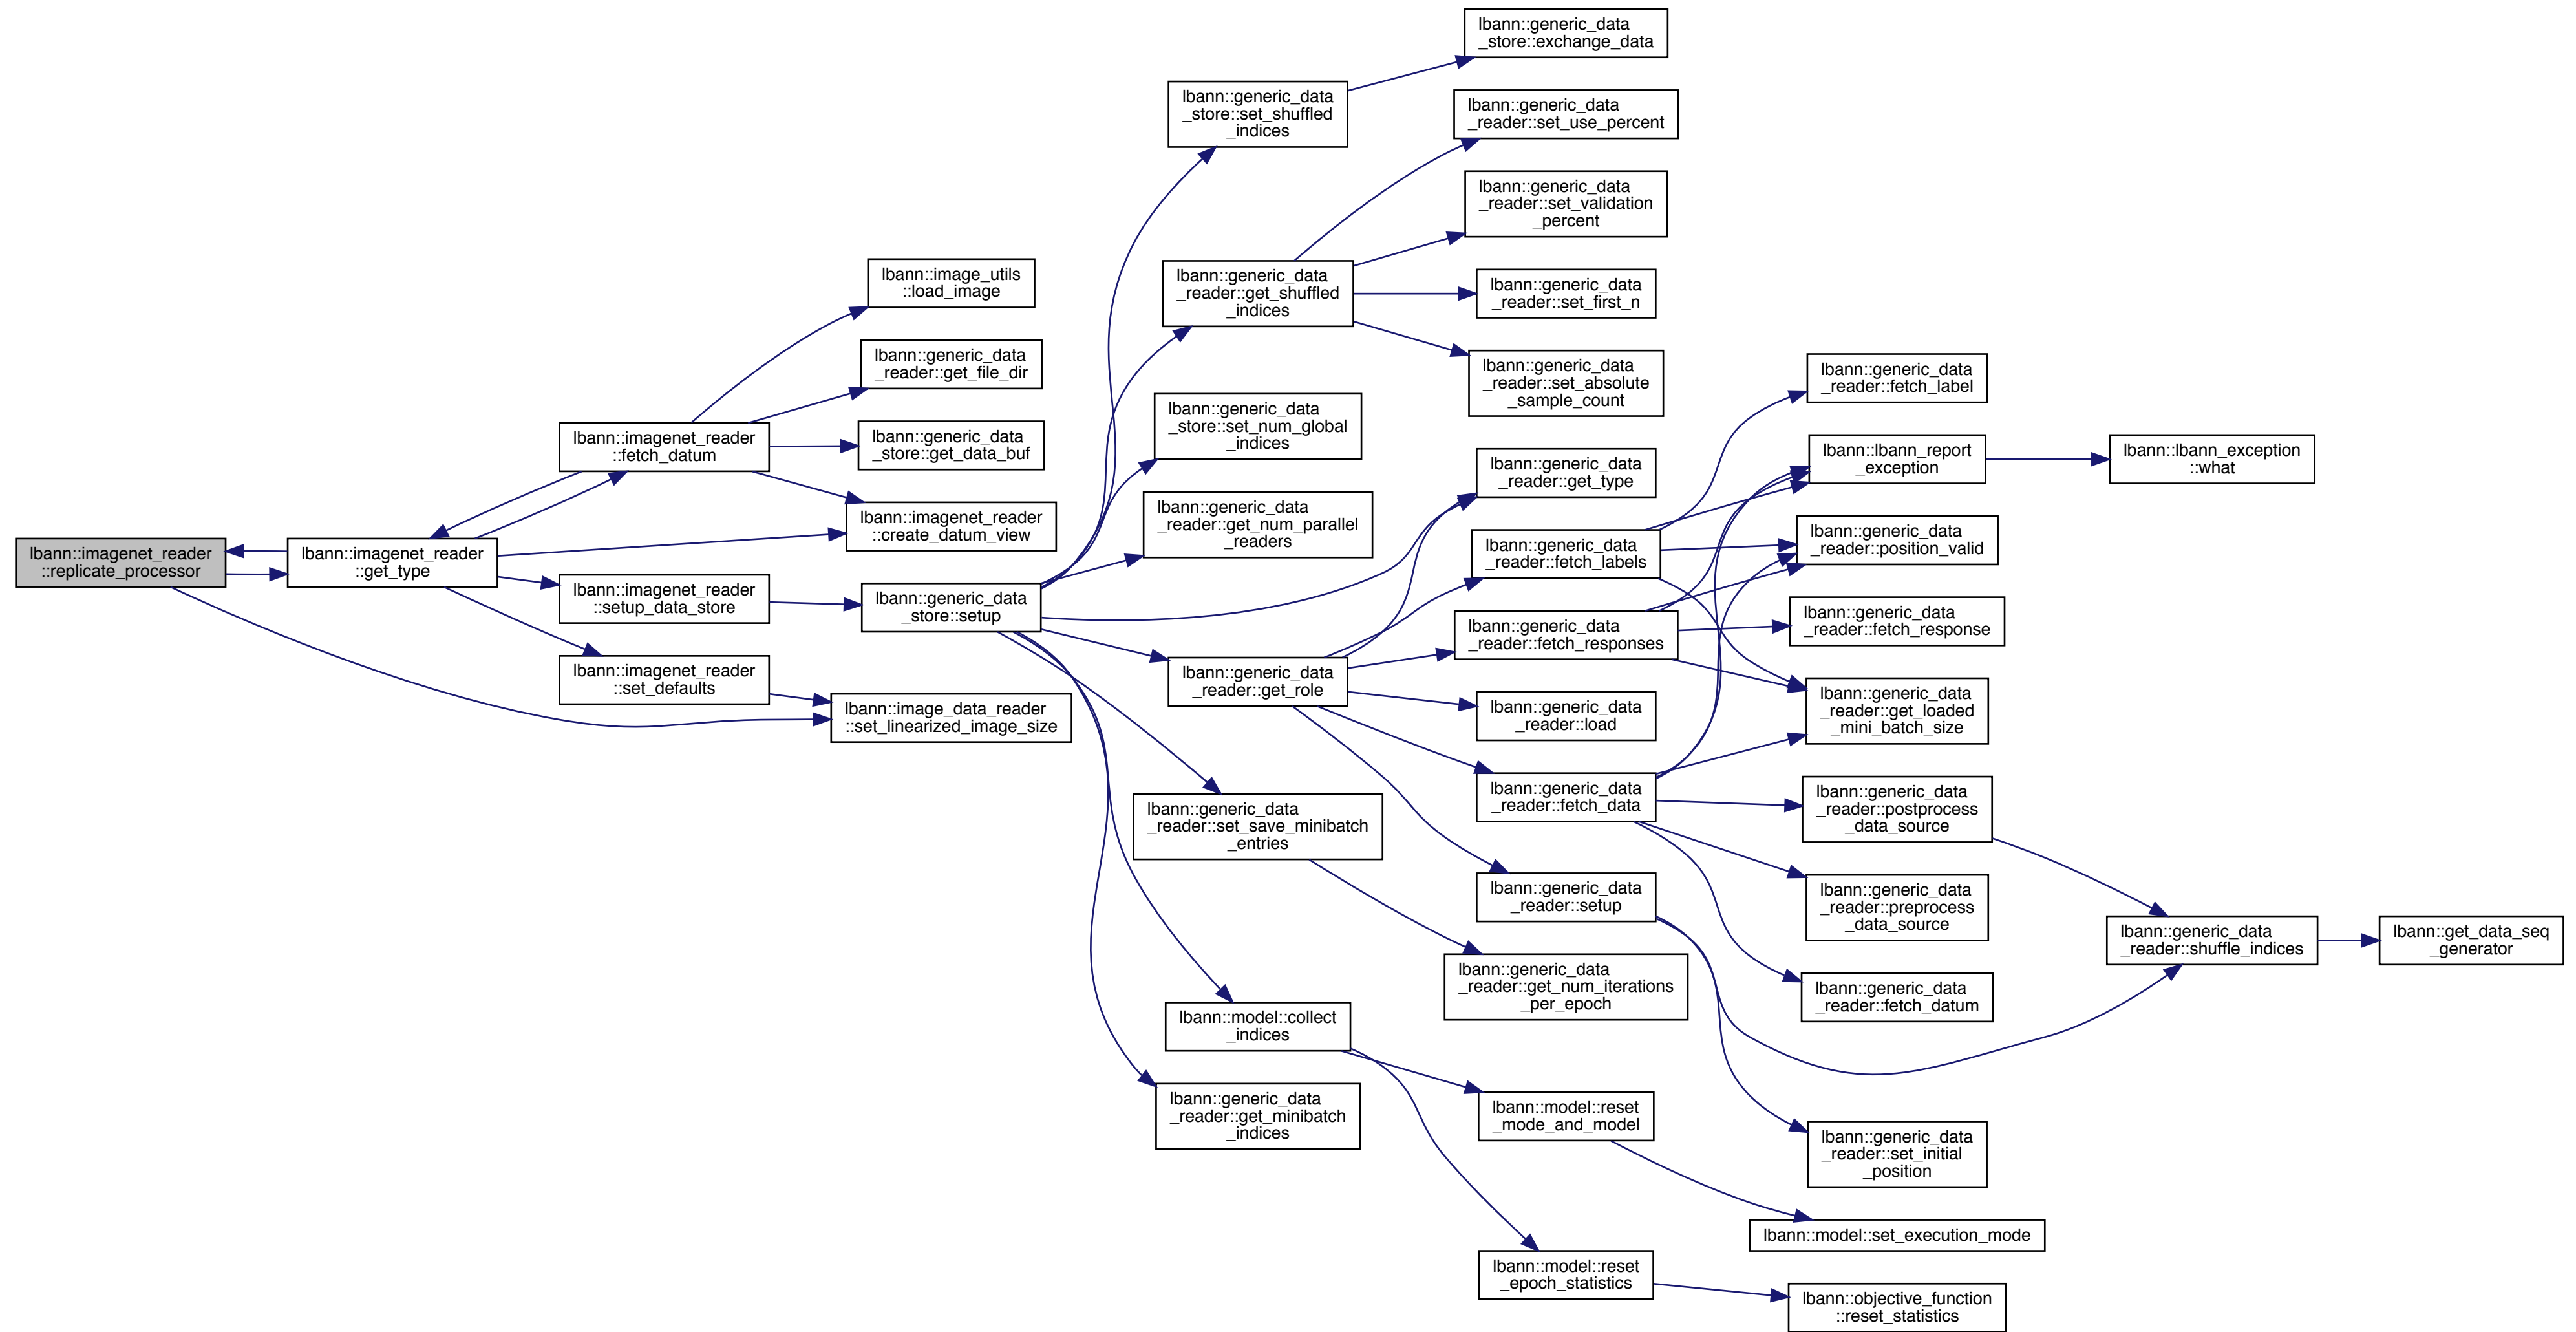 lbann::imagenet_reader
::replicate_processor
lbann::imagenet_reader
::get_type
lbann::imagenet_reader
::fetch_datum
lbann::imagenet_reader
::setup_data_store
lbann::imagenet_reader
::set_defaults
lbann::image_utils
::load_image
lbann::generic_data
_reader::get_file_dir
lbann::generic_data
_store::get_data_buf
lbann::imagenet_reader
::create_datum_view
lbann::generic_data
_store::setup
lbann::image_data_reader
::set_linearized_image_size
lbann::generic_data
_store::set_shuffled
_indices
lbann::generic_data
_reader::get_shuffled
_indices
lbann::generic_data
_store::set_num_global
_indices
lbann::generic_data
_reader::get_num_parallel
_readers
lbann::generic_data
_reader::get_role
lbann::generic_data
_reader::set_save_minibatch
_entries
lbann::model::collect
_indices
lbann::generic_data
_reader::get_minibatch
_indices
lbann::generic_data
_store::exchange_data
lbann::generic_data
_reader::set_use_percent
lbann::generic_data
_reader::set_validation
_percent
lbann::generic_data
_reader::set_first_n
lbann::generic_data
_reader::set_absolute
_sample_count
lbann::generic_data
_reader::get_type
lbann::generic_data
_reader::fetch_labels
lbann::generic_data
_reader::fetch_responses
lbann::generic_data
_reader::load
lbann::generic_data
_reader::fetch_data
lbann::generic_data
_reader::setup
lbann::generic_data
_reader::get_num_iterations
_per_epoch
lbann::model::reset
_mode_and_model
lbann::model::reset
_epoch_statistics
lbann::generic_data
_reader::fetch_label
lbann::lbann_report
_exception
lbann::generic_data
_reader::position_valid
lbann::generic_data
_reader::fetch_response
lbann::generic_data
_reader::get_loaded
_mini_batch_size
lbann::generic_data
_reader::postprocess
_data_source
lbann::generic_data
_reader::preprocess
_data_source
lbann::generic_data
_reader::fetch_datum
lbann::generic_data
_reader::set_initial
_position
lbann::model::set_execution_mode
lbann::objective_function
::reset_statistics
lbann::lbann_exception
::what
lbann::generic_data
_reader::shuffle_indices
lbann::get_data_seq
_generator